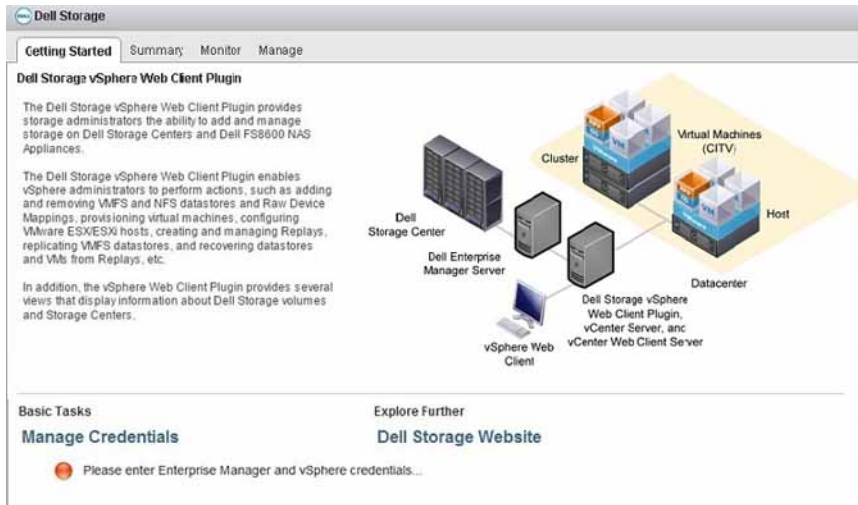 Dell Storage
Getting Started
Summary
Monitor
Manage
Dell Storage vSphere Web Client Plugin
The Dell Storage vSphere Web Client Plugin provides
storage administrators the ability to add and manage
storage on Dell Storage Centers and Dell FS8600 NAS
Appliances.
The Dell Storage vSphere Web Client Plugin enables
vSphere administrators to perform actions, such as adding
and removing VMFS and NFS datastores and Raw Device
Mappings, provisioning virtual machines, configuring
VMware ESX/ESXi hosts, creating and managing Replays,
replicating VMFS datastores, and recovering datastores
and VMs from Replays, etc.
In addition, the vSphere Web Client Plugin provides several
views that display information about Dell Storage volumes
and Storage Centers.
Virtual Machines
(CITV)
Cluster
VM
Host
VM
Dell
Storage Center
Dell Enterprise
Manager Server
Datacenter
Dell Storage vSphere
Web Client Plugin,
vCenter Server, and
vCenter Web Client Server
vSphere Web
Client
Basic Tasks
Manage Credentials
Please enter Enterprise Manager and vSphere credentials...
Explore Further
Dell Storage Website